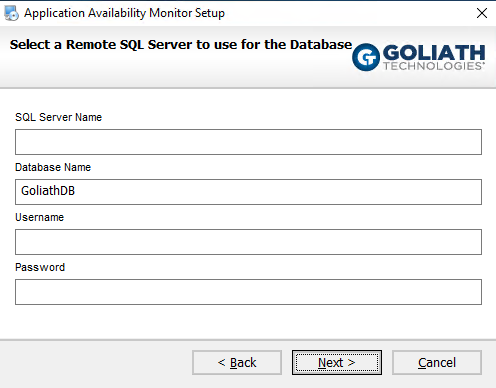 Application Availability Monitor Setup
Select a Remote SQL Server to use for the Database
GOLIATH
TECHNOLOGIES
SQL Server Name
Database Name
GoliathDB
Username
Password
< Back
Next >
Cancel